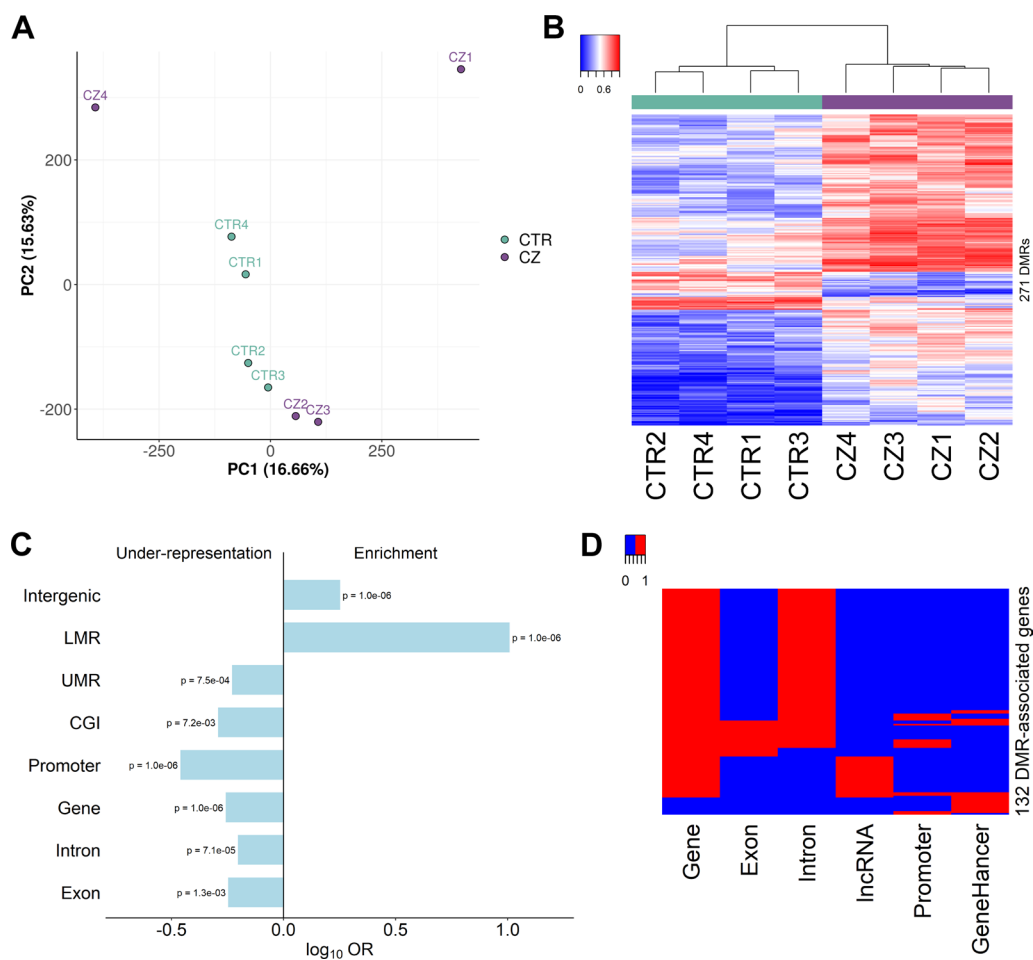 A
CZ1
CZ4
CTR4
CTR1
CTR2
CTR3
CZ2
CZ3
200
0
-200
-250
0
250
PC2 (15.63%)
PC1 (16.66%)
CTR
CZ
B
0 0.6
271 DMRs
CTR2
CTR4
CTR1
CTR3
CZ4
CZ3
CZ1
CZ2
C
Under-representation Enrichment
Intergenic p = 1.0e-06
LMR p = 1.0e-06
UMR p = 7.5e-04
CGI p = 7.2e-03
Promoter p = 1.0e-06
Gene p = 1.0e-06
Intron p = 7.1e-05
Exon p = 1.3e-03
-0.5 0.0 0.5 1.0
log10 OR
D
0 1
132 DMR-associated genes
Gene
Exon
Intron
lncRNA
Promoter
GeneHancer